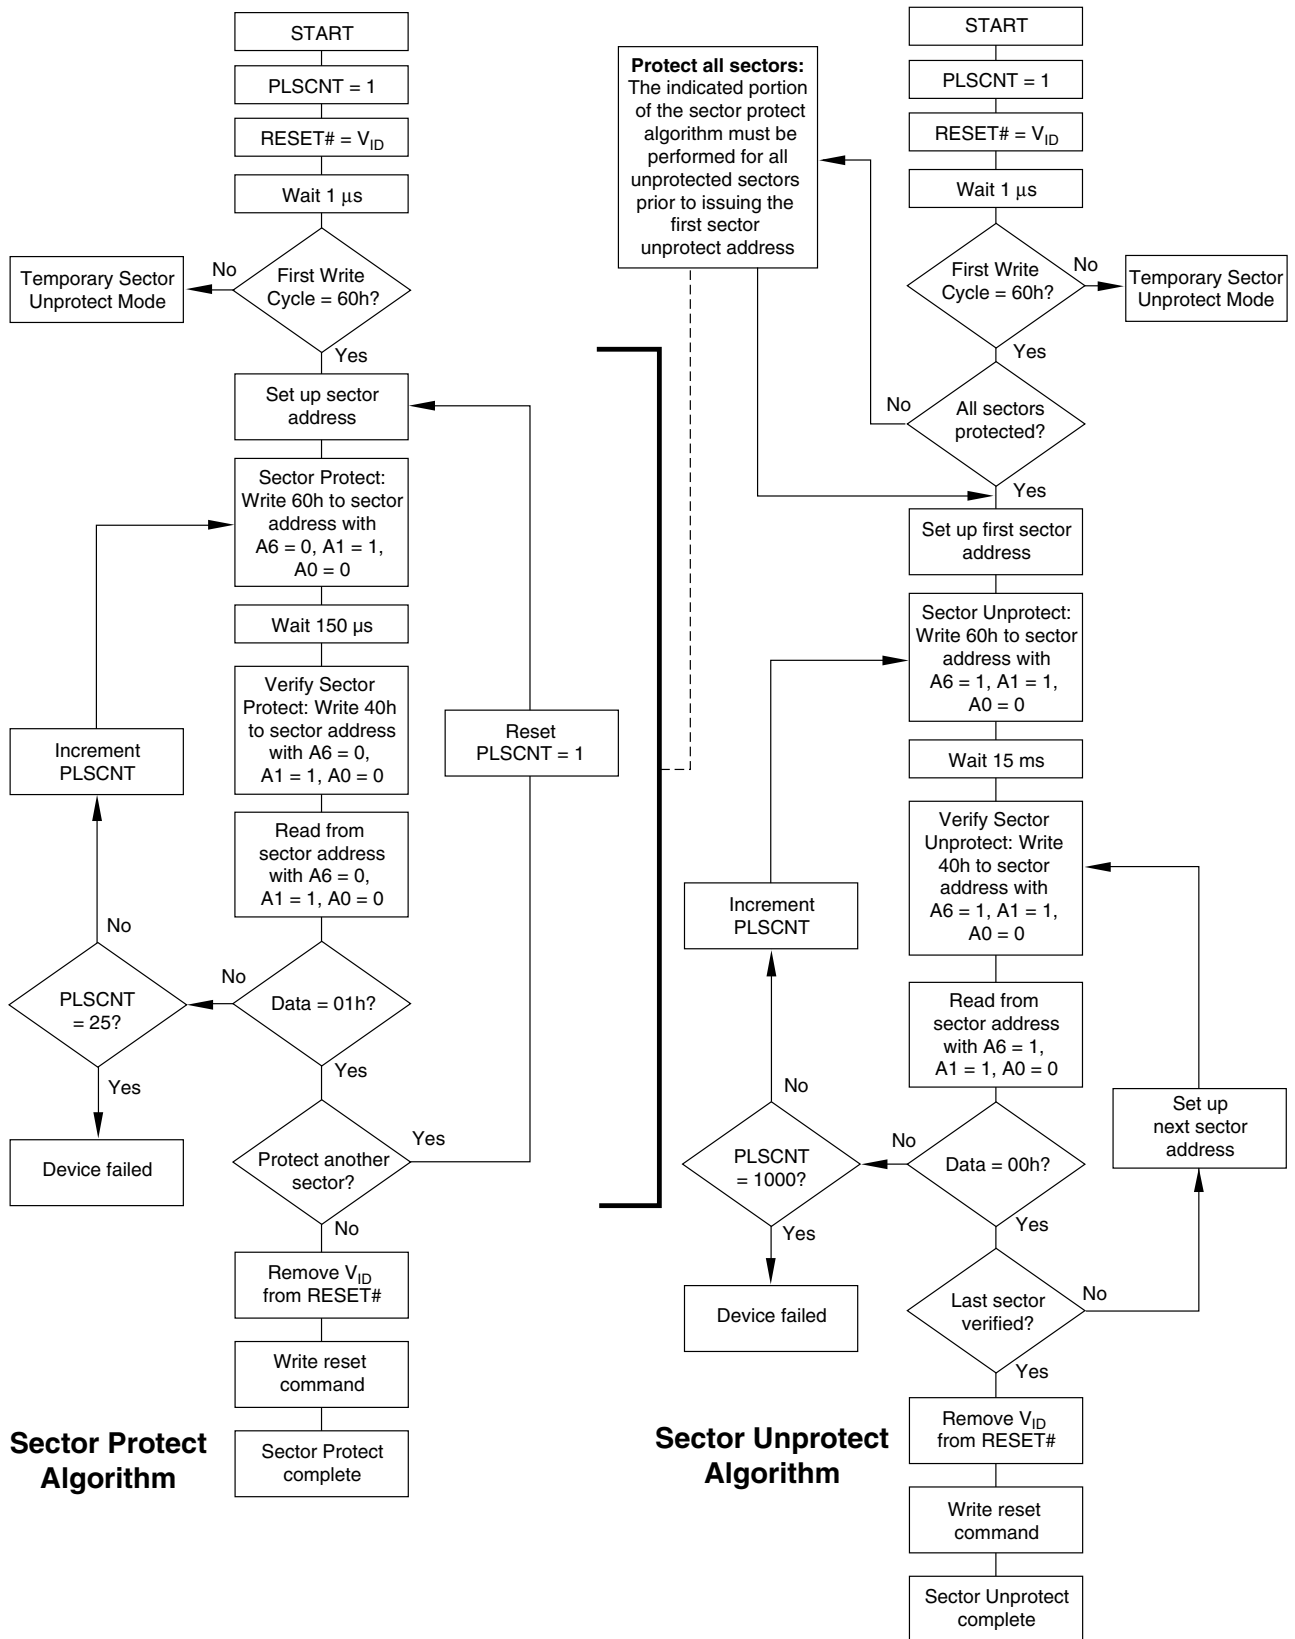 START
PLSCNT = 1
RESET# = VID
Wait 1 μs
First Write
Cycle = 60h?
No
Temporary Sector
Unprotect Mode
Yes
Set up sector
address
Sector Protect:
Write 60h to sector
address with
A6 = 0, A1 = 1,
A0 = 0
Wait 150 µs
Verify Sector
Protect: Write 40h
to sector address
with A6 = 0,
A1 = 1, A0 = 0
Read from
sector address
with A6 = 0,
A1 = 1, A0 = 0
Data = 01h?
No
PLSCNT
= 25?
No
Increment
PLSCNT
Yes
Device failed
Yes
Protect another
sector?
Yes
Reset
PLSCNT = 1
No
Remove VID
from RESET#
Write reset
command
Sector Protect
complete
Sector Protect
Algorithm
Protect all sectors:
The indicated portion
of the sector protect
algorithm must be
performed for all
unprotected sectors
prior to issuing the
first sector
unprotect address
START
PLSCNT = 1
RESET# = VID
Wait 1 μs
First Write
Cycle = 60h?
No
Temporary Sector
Unprotect Mode
Yes
All sectors
protected?
No
Yes
Set up first sector
address
Sector Unprotect:
Write 60h to sector
address with
A6 = 1, A1 = 1,
A0 = 0
Wait 15 ms
Verify Sector
Unprotect: Write
40h to sector
address with
A6 = 1, A1 = 1,
A0 = 0
Read from
sector address
with A6 = 1,
A1 = 1, A0 = 0
Data = 00h?
No
PLSCNT
= 1000?
No
Increment
PLSCNT
Yes
Device failed
Yes
Last sector
verified?
No
Set up
next sector
address
Yes
Remove VID
from RESET#
Write reset
command
Sector Unprotect
complete
Sector Unprotect
Algorithm